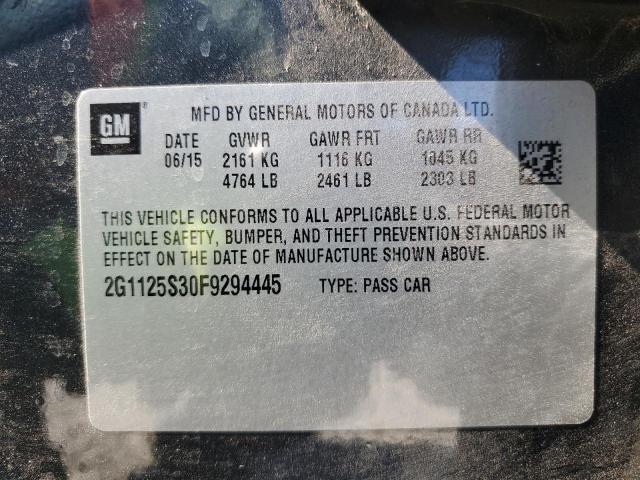 GM ® MFD BY GENERAL MOTORS OF CANADA LTD.
DATE GVWR GAWR FRT GAWR RR
06/15 2161 KG 1116 KG 1045 KG
4764 LB 2461 LB 2303 LB
THIS VEHICLE CONFORMS TO ALL APPLICABLE U.S. FEDERAL MOTOR
VEHICLE SAFETY, BUMPER, AND THEFT PREVENTION STANDARDS IN
EFFECT ON THE DATE OF MANUFACTURE SHOWN ABOVE.
2G1125S30F9294445 TYPE: PASS CAR